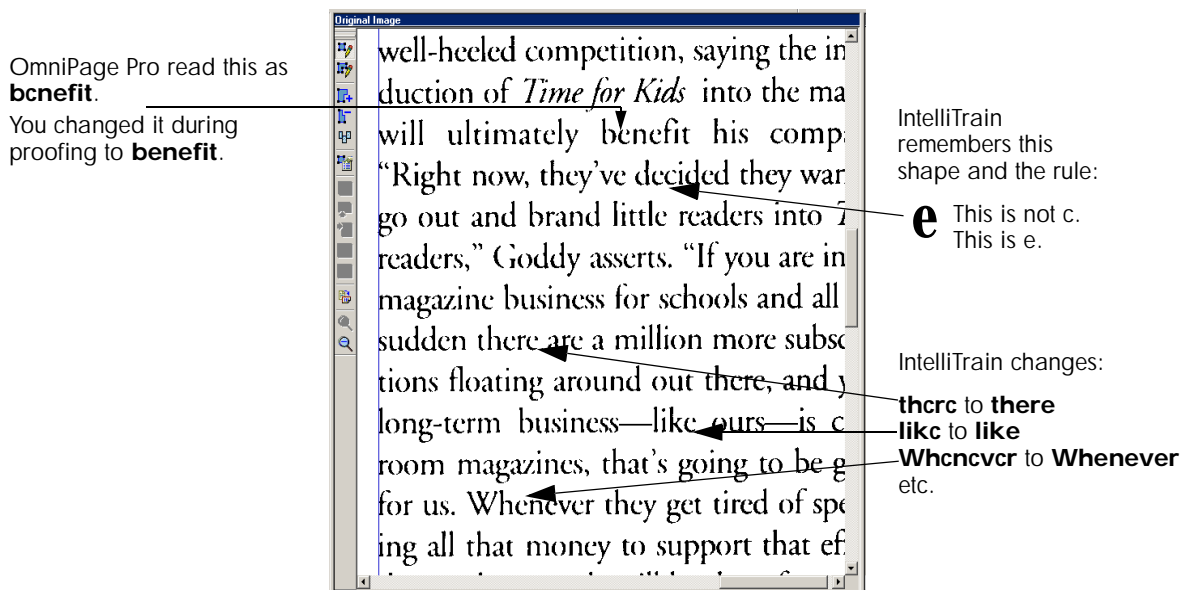 OmniPage Pro read this as
bcnefit.
You changed it during
proofing to benefit.
Original Image
well-heeled competition, saying the in
duction of Time for Kids into the ma
will ultimately benefit his comp
“Right now, they’ve decided they wan
go out and brand little readers into T
readers,” Goddy asserts. “If you are in
magazine business for schools and all
sudden there are a million more subsc
tions floating around out there, and y
long-term business—like ours—is c
room magazines, that’s going to be g
for us. Whenever they get tired of spe
ing all that money to support that ef
IntelliTrain
remembers this
shape and the rule:
e This is not c.
This is e.
IntelliTrain changes:
thcrc to there
likc to like
Whcncvcr to Whenever
etc.